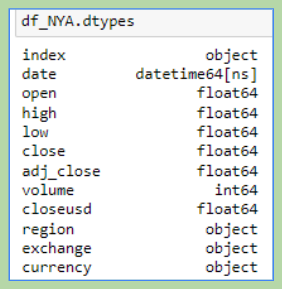 df_NYA.dtypes
index object
date datetime64[ns]
open float64
high float64
low float64
close float64
adj_close float64
volume int64
closeusd float64
region object
exchange object
currency object